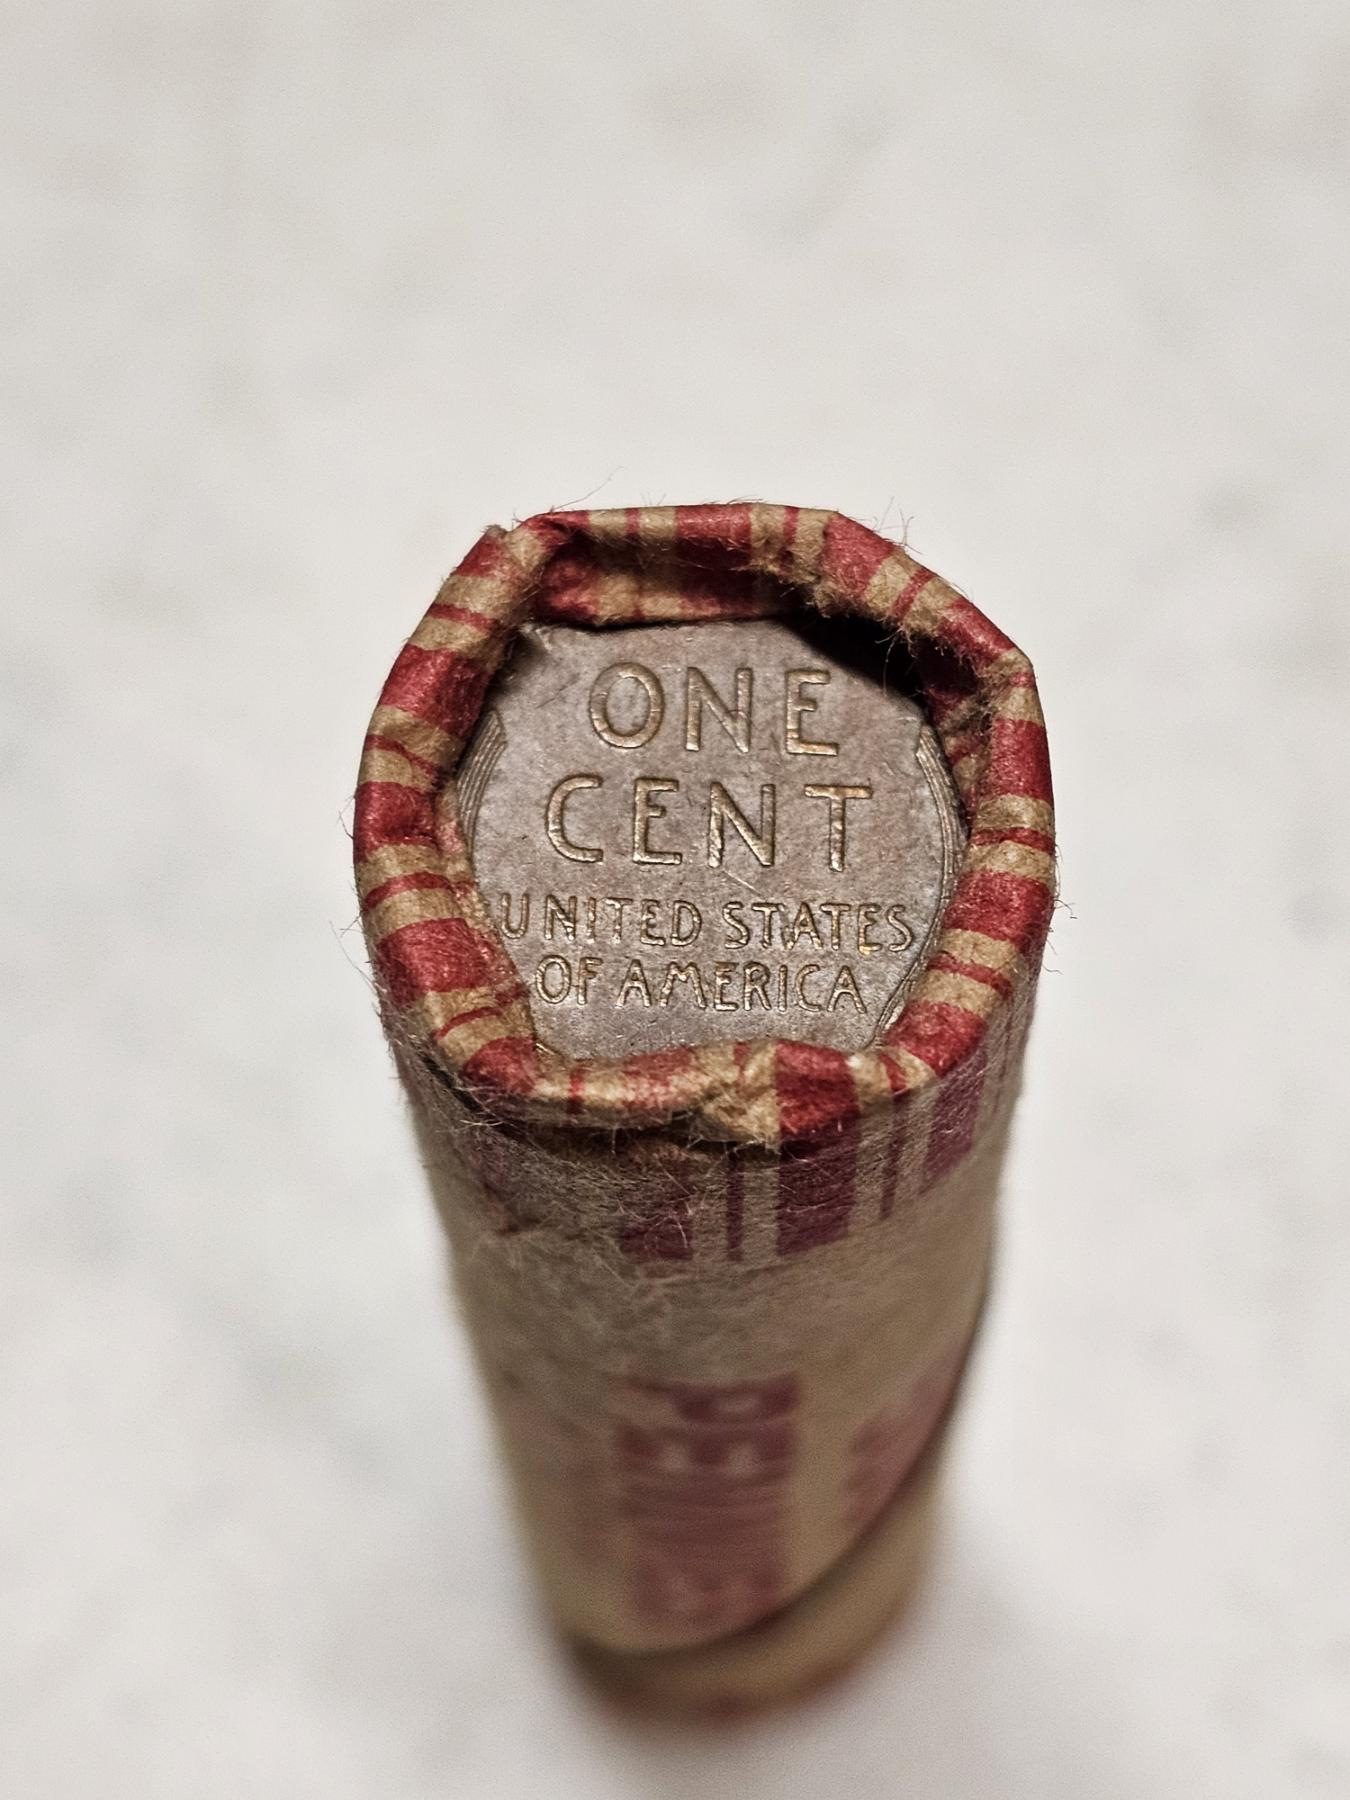 ONE
CENT
UNITED STATES
OF AMERICA